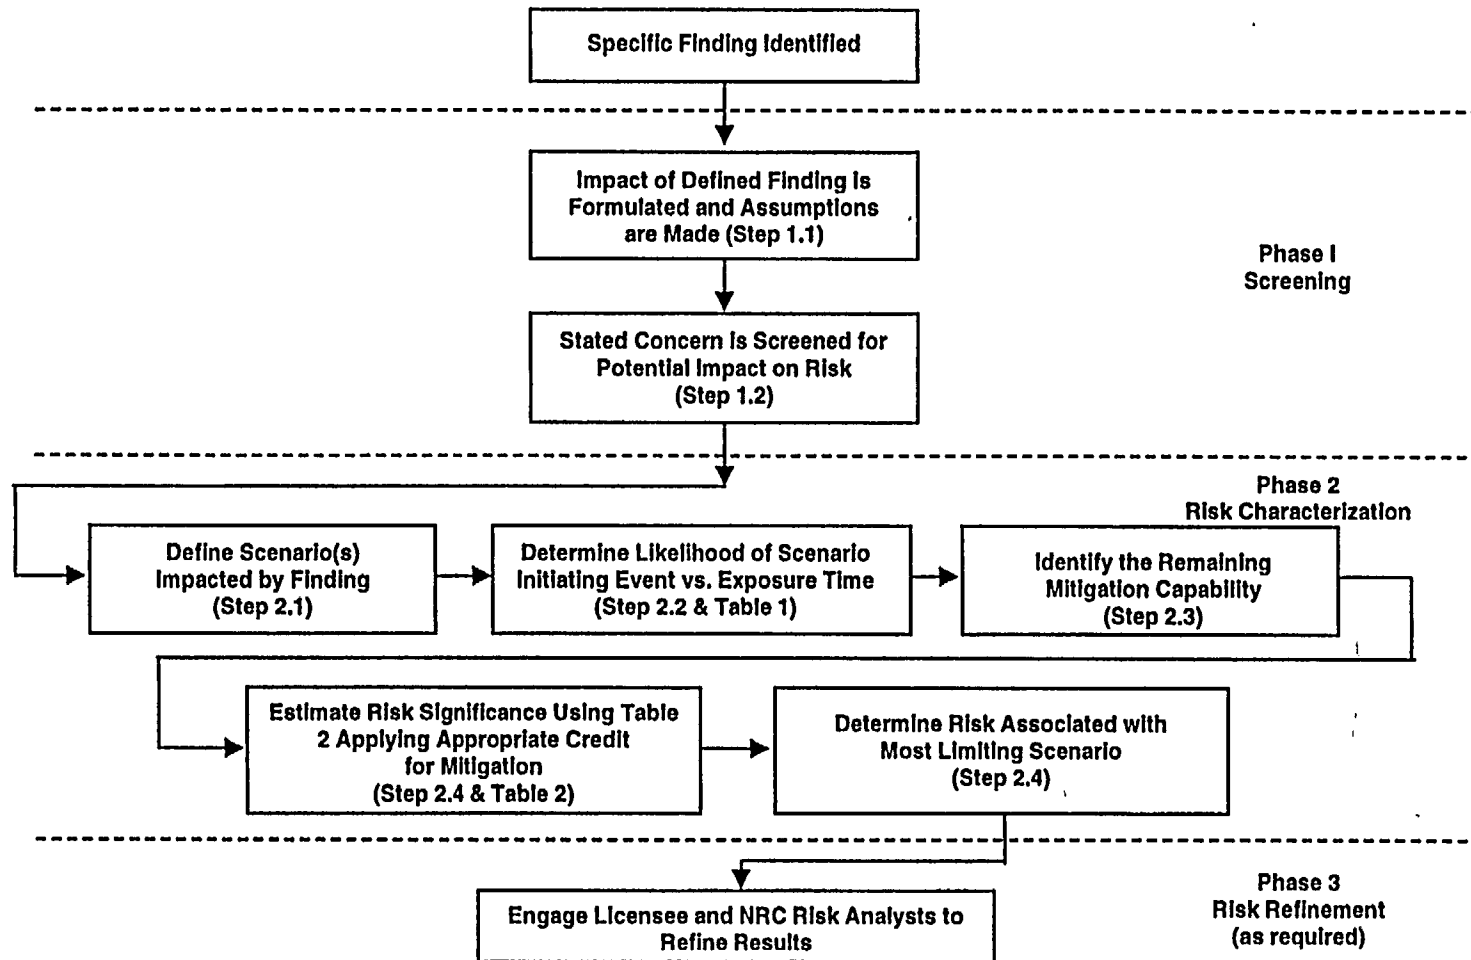 Specific Finding Identified
Impact of Defined Finding is
Formulated and Assumptions
are Made (Step 1.1)
Phase I
Screening
Stated Concern is Screened for
Potential Impact on Risk
(Step 1.2)
Phase 2
Risk Characterization
Define Scenario(s)
Impacted by Finding
(Step 2.1)
Determine Likelihood of Scenario
Initiating Event vs. Exposure Time
(Step 2.2 & Table 1)
Identify the Remaining
Mitigation Capability
(Step 2.3)
Estimate Risk Significance Using Table
2 Applying Appropriate Credit
for Mitigation
(Step 2.4 & Table 2)
Determine Risk Associated with
Most Limiting Scenario
(Step 2.4)
Phase 3
Risk Refinement
(as required)
Engage Licensee and NRC Risk Analysts to
Refine Results